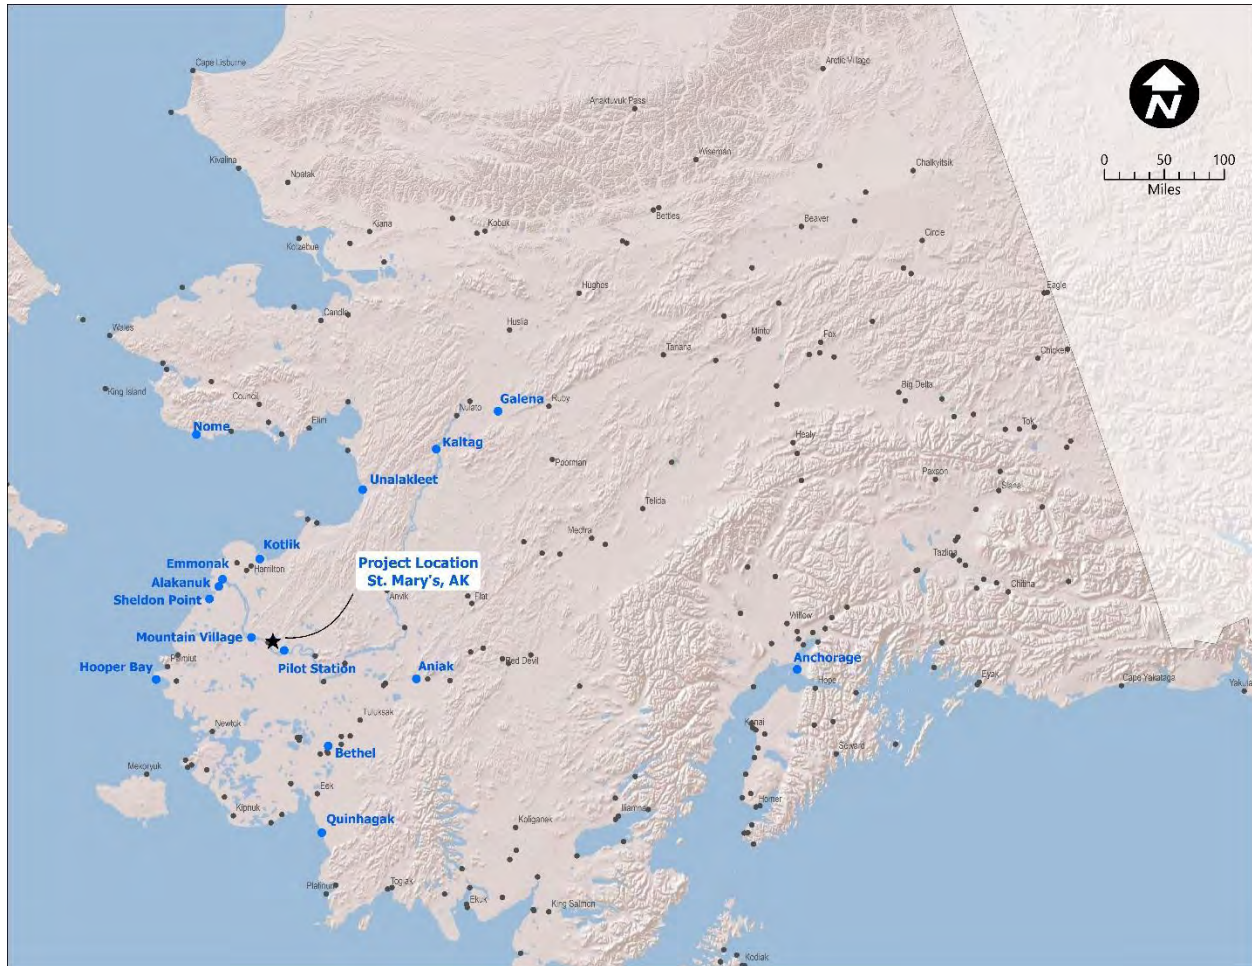 Cape Lisburne
Arctic Village
Anaktuvuk Pass
N
Wiseman
Kivalina
Chalkyitsik
0 50 100
Miles
Noatak
Bettles
Beaver
Kiana
Kobuk
Kotzebue
Circle
Hughes
Eagle
Candle
Huslia
Wales
Minto
Fox
Tanana
Chicken
King Island
Council
Galena
Ruby
Big Delta
Nulato
Nome
Elim
Tok
Kaltag
Healy
Poorman
Paxson
Unalakleet
Slana
Telida
Medfra
Kotlik
Tazlina
Emmonak
Hamilton
Project Location
St. Mary's, AK
Alakanuk
Chitina
Sheldon Point
Anvik
Flat
Willow
Mountain Village
Pilot Station
Hooper Bay
Aniak
Red Devil
Anchorage
Hope
Eyak
Cape Yakataga
Tuluksak
Newtok
Kenai
Bethel
Seward
Mekoryuk
Eek
Homer
Iliamna
Kipnuk
Quinhagak
Koliganek
Platinum
Togiak
Ekuk
King Salmon
Kodiak